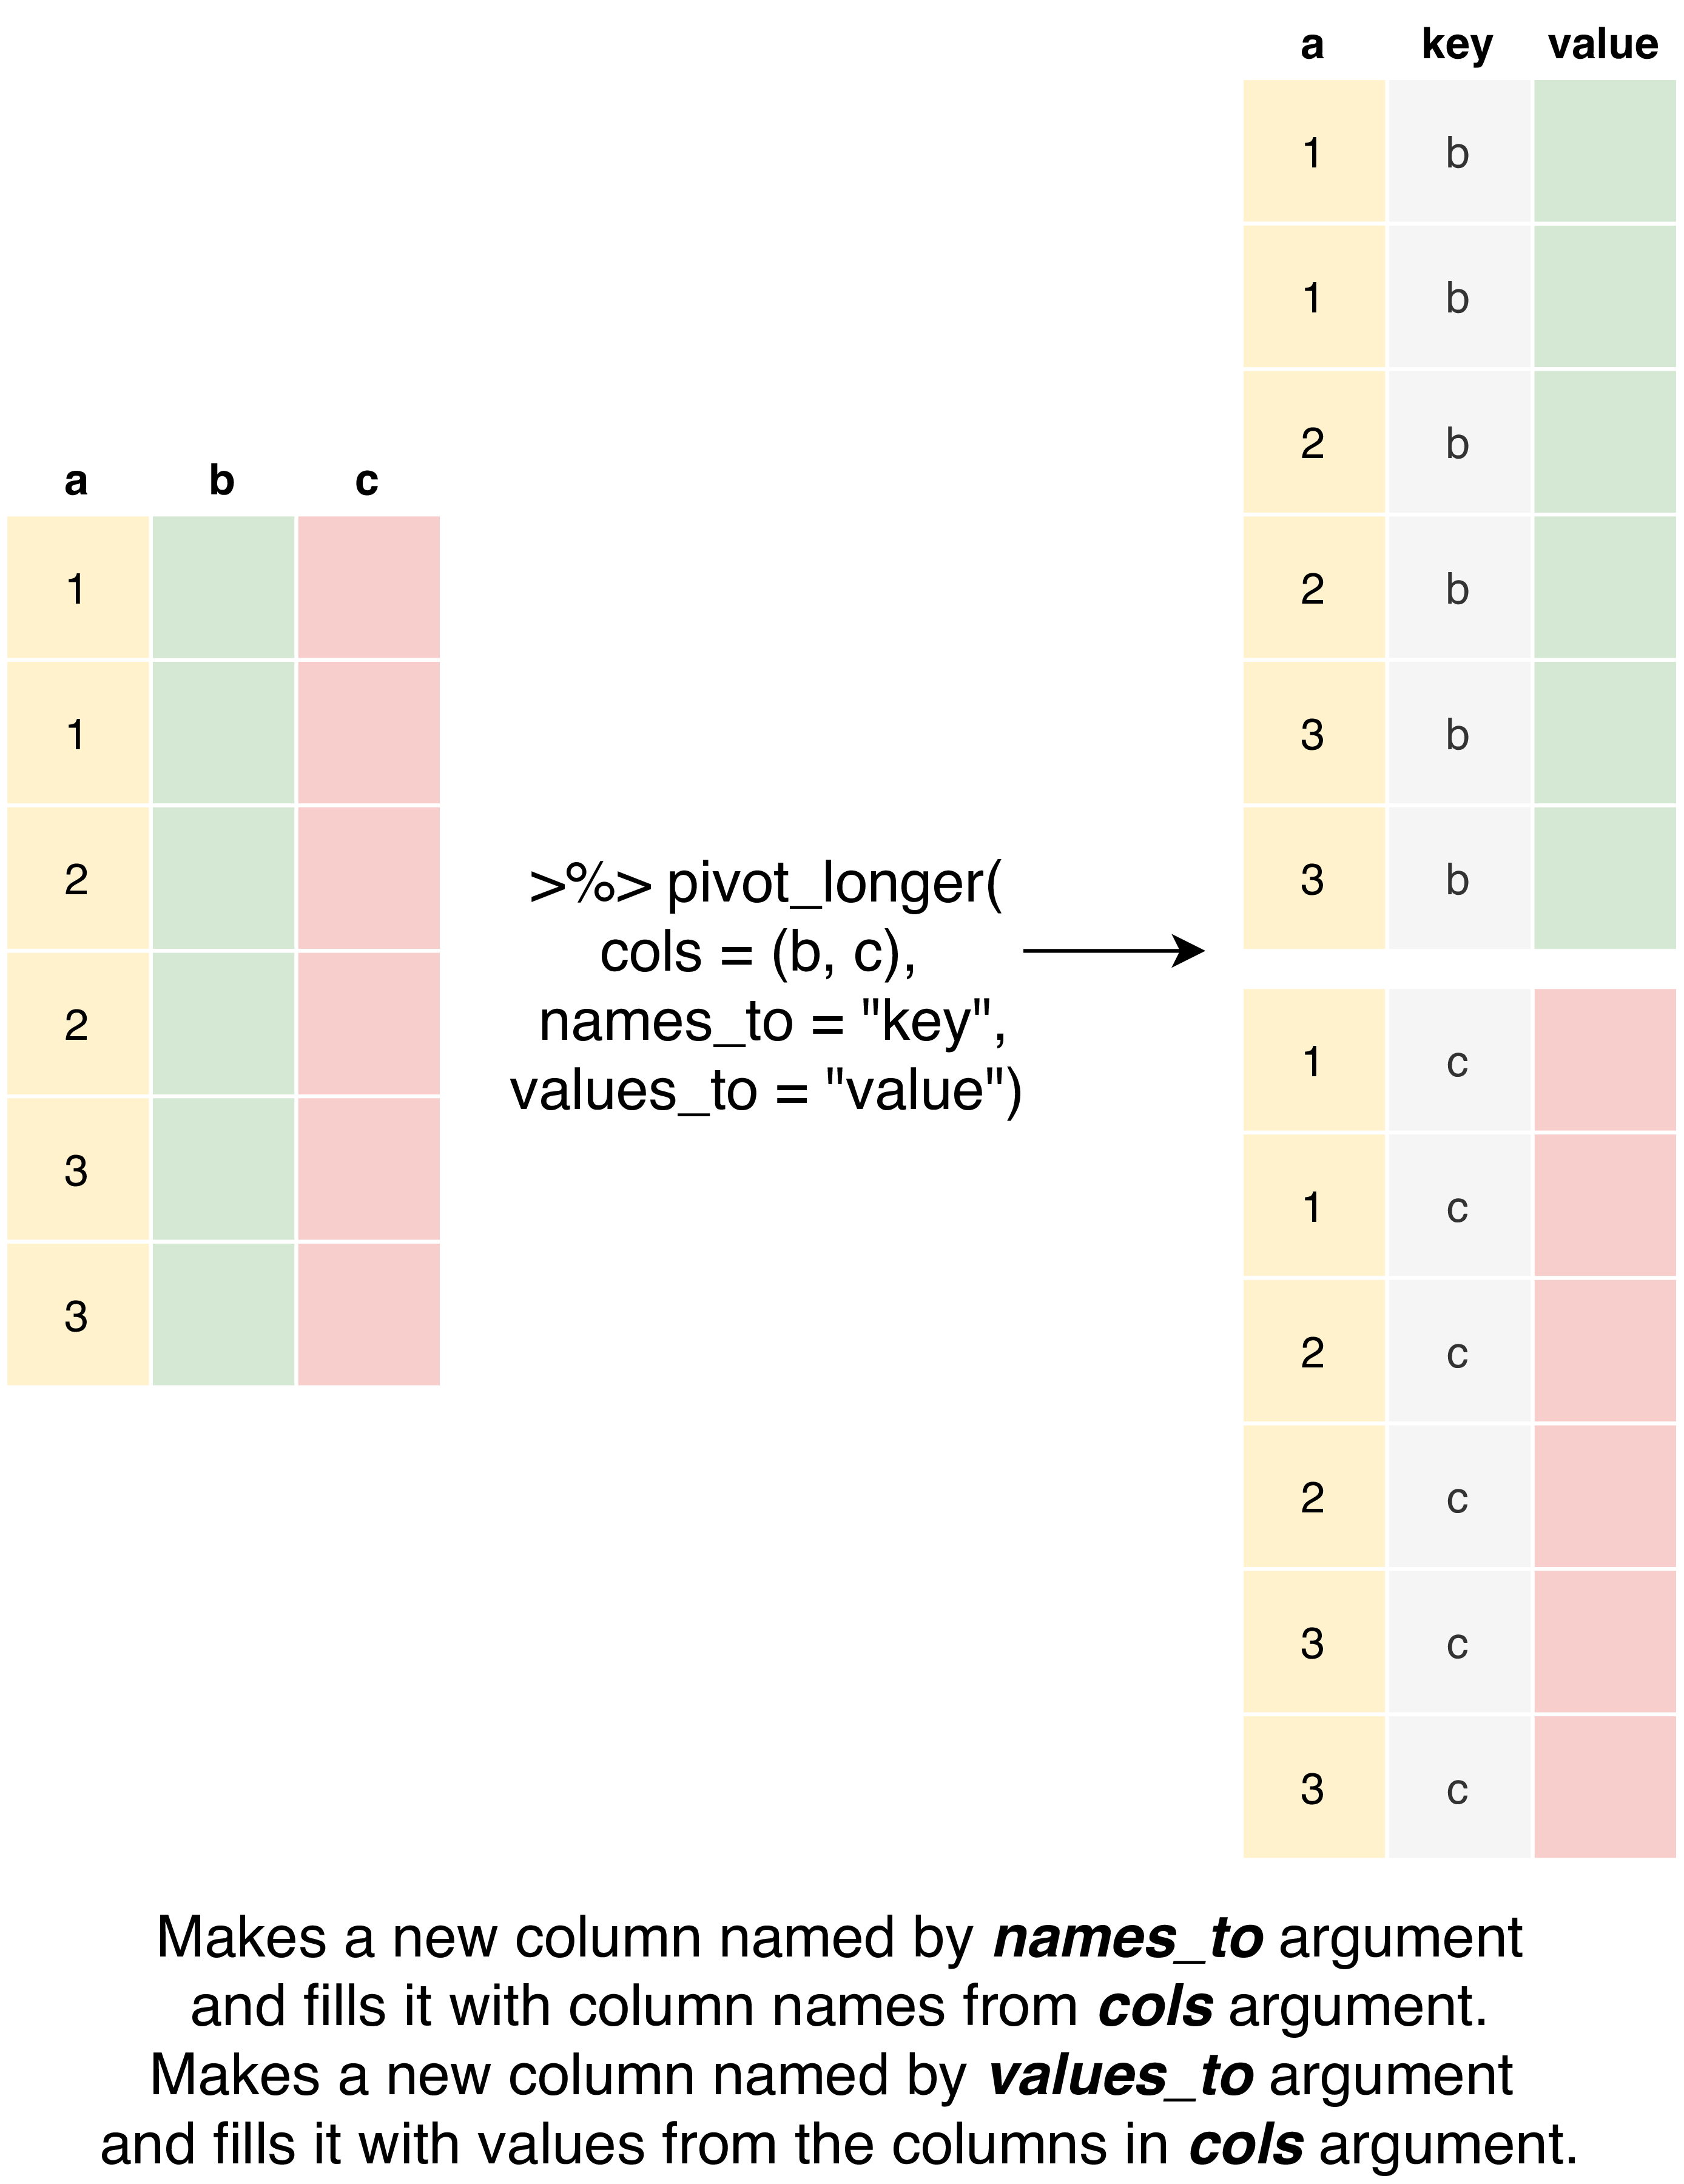 a b c
1
1
2
2
3
3
>%> pivot_longer(
cols = (b, c),
names_to = "key",
values_to = "value")
a key value
1 b
1 b
2 b
2 b
3 b
3 b
1 c
1 c
2 c
2 c
3 c
3 c
Makes a new column named by names_to argument
and fills it with column names from cols argument.
Makes a new column named by values_to argument
and fills it with values from the columns in cols argument.